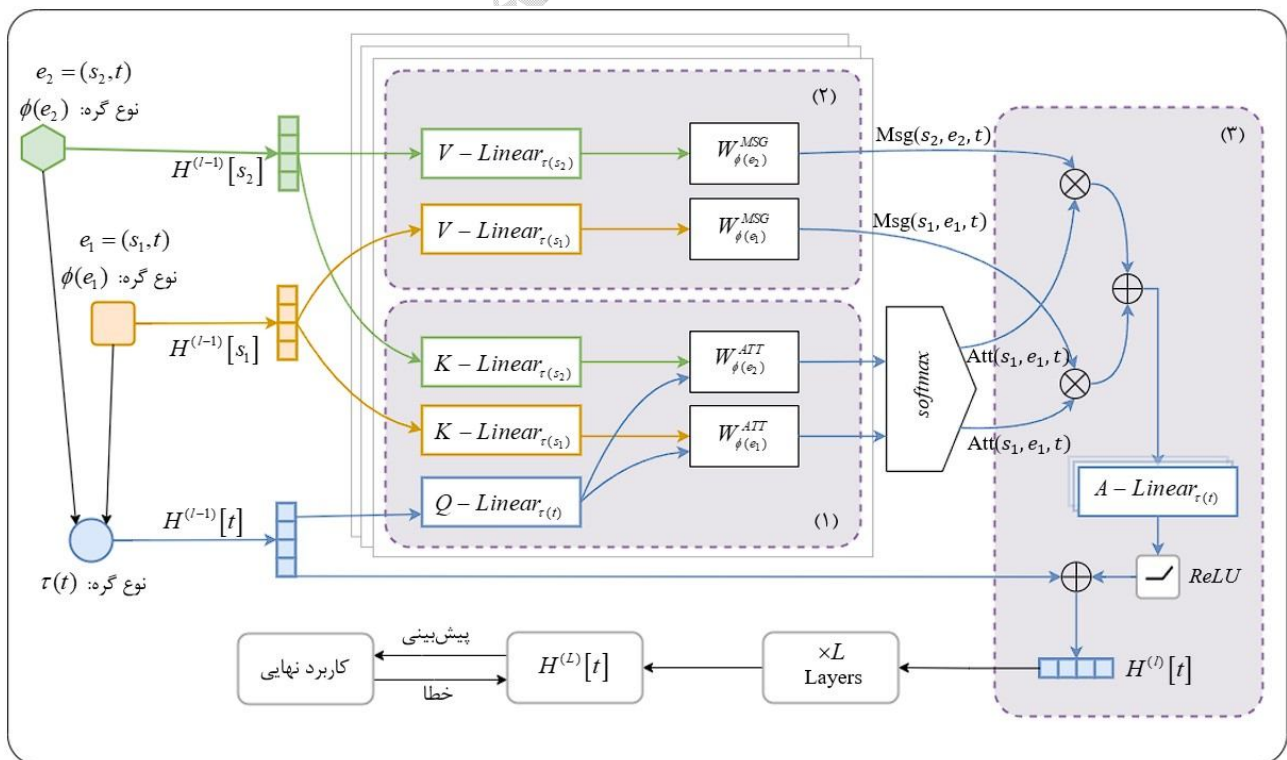 e₂ = (s₂,t)
نوع گره: ϕ(e₂)
H^(l−1)[s₂]
e₁ = (s₁,t)
نوع گره: ϕ(e₁)
H^(l−1)[s₁]
H^(l−1)[t]
نوع گره: τ(t)
(۲)
V − Linear_τ(s₂)
W^MSG_ϕ(e₂)
V − Linear_τ(s₁)
W^MSG_ϕ(e₁)
K − Linear_τ(s₂)
W^ATT_ϕ(e₂)
K − Linear_τ(s₁)
W^ATT_ϕ(e₁)
Q − Linear_τ(t)
(۱)
softmax
Msg(s₂, e₂, t)
Msg(s₁, e₁, t)
Att(s₁, e₁, t)
Att(s₁, e₁, t)
(۳)
A − Linear_τ(t)
ReLU
H^(l)[t]
×L
Layers
H^(L)[t]
پیش‌بینی
خطا
کاربرد نهایی